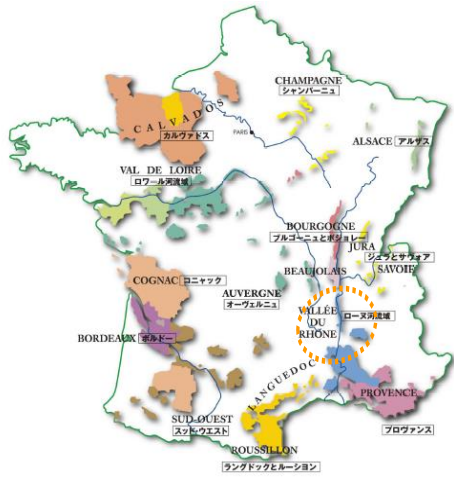 CHAMPAGNE
シャンパーニュ
CALVADOS
カルヴァドス
PARIS
ALSACE アルザス
VAL DE LOIRE
ロワール河流域
BOURGOGNE
ブルゴーニュとボジョレー
JURA
ジュラとサヴォア
SAVOIE
BEAUJOLAIS
COGNAC コニャック
AUVERGNE
オーヴェルニュ
VALLÉE
DU
RHÔNE
ローヌ河流域
BORDEAUX ボルドー
LANGUEDOC
PROVENCE
プロヴァンス
SUD-OUEST
スッド・ウエスト
ROUSSILLON
ラングドックとルーシヨン